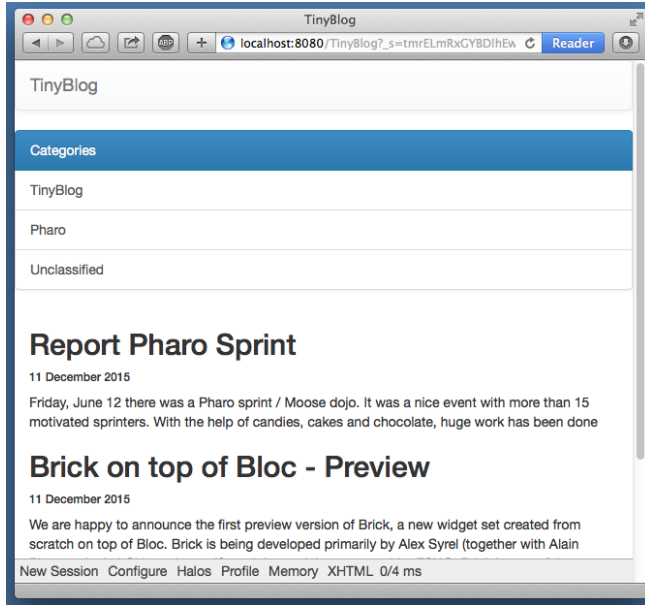 TinyBlog
ABP
localhost:8080/TinyBlog?_s=tmrELmRxGYBDlhEw
Reader
TinyBlog
Categories
TinyBlog
Pharo
Unclassified
Report Pharo Sprint
11 December 2015
Friday, June 12 there was a Pharo sprint / Moose dojo. It was a nice event with more than 15
motivated sprinters. With the help of candies, cakes and chocolate, huge work has been done
Brick on top of Bloc - Preview
11 December 2015
We are happy to announce the first preview version of Brick, a new widget set created from
scratch on top of Bloc. Brick is being developed primarily by Alex Syrel (together with Alain
New Session Configure Halos Profile Memory XHTML 0/4 ms